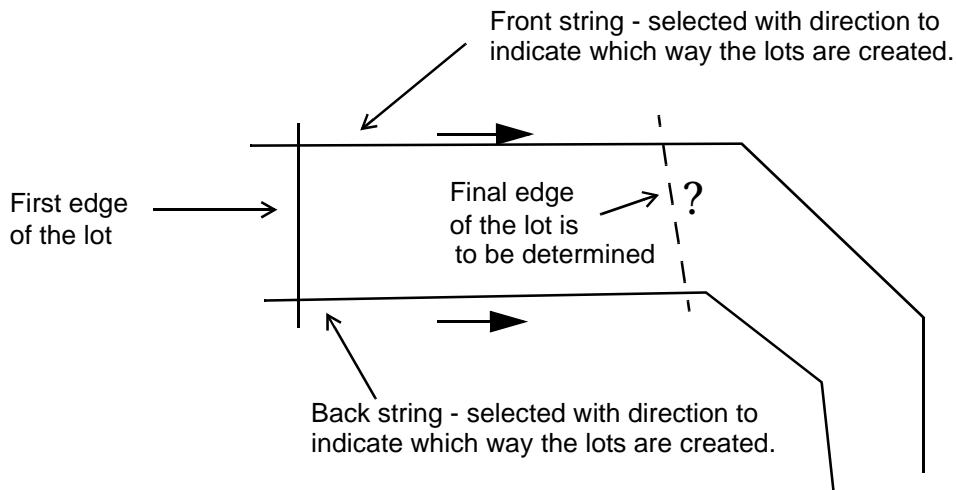 Front string - selected with direction to
indicate which way the lots are created.
First edge
of the lot
Final edge
of the lot is
to be determined
?
Back string - selected with direction to
indicate which way the lots are created.